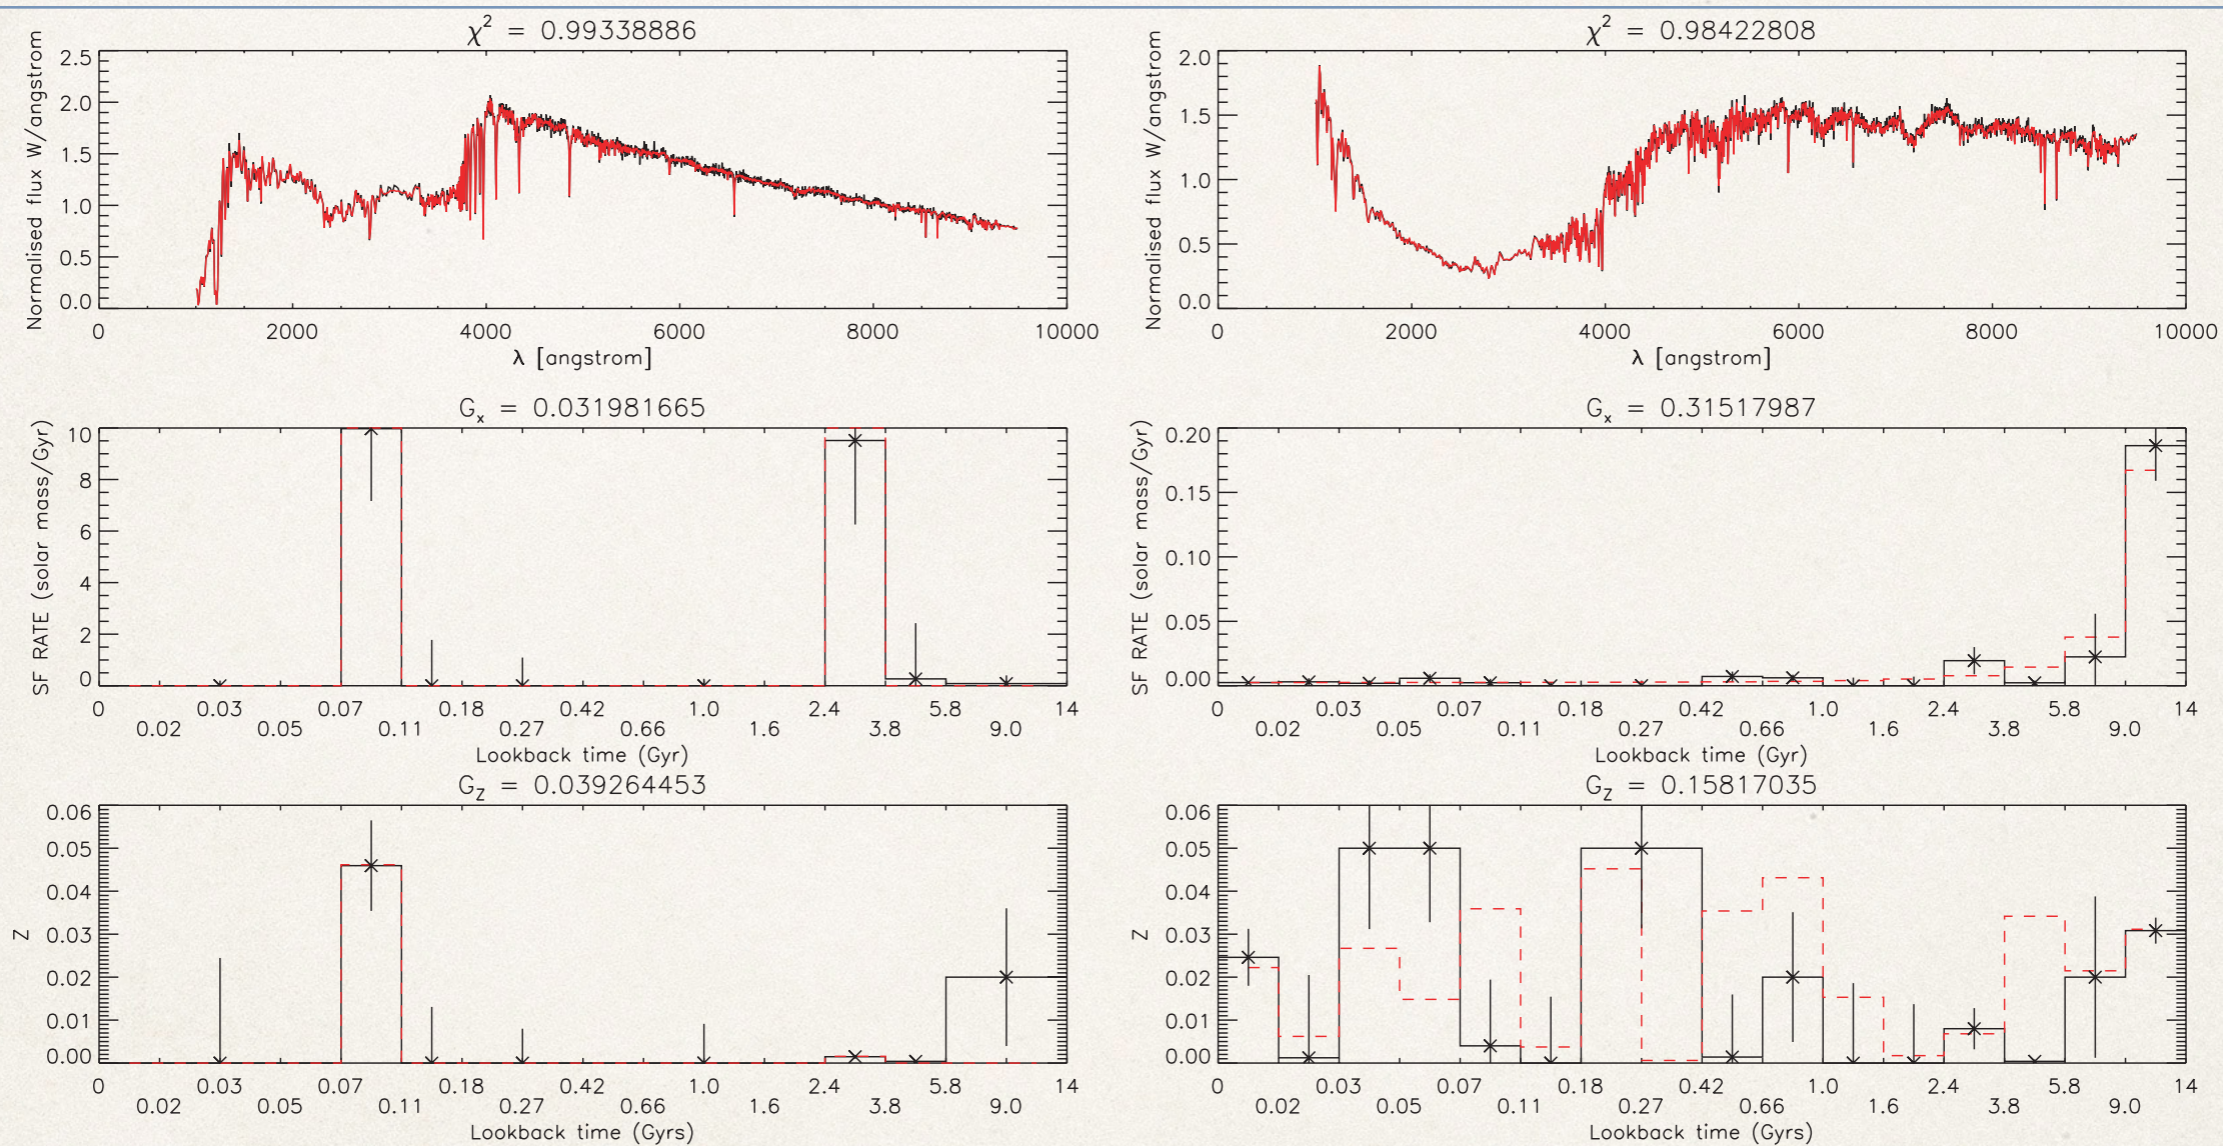 χ² = 0.99338886
Normalised flux W/angstrom
2.5
2.0
1.5
1.0
0.5
0.0
0 2000 4000 6000 8000 10000
λ [angstrom]
Gₓ = 0.031981665
SF RATE (solar mass/Gyr)
10
8
6
4
2
0
0 0.03 0.07 0.18 0.42 1.0 2.4 5.8 14
0.02 0.05 0.11 0.27 0.66 1.6 3.8 9.0
Lookback time (Gyr)
G_Z = 0.039264453
Z
0.06
0.05
0.04
0.03
0.02
0.01
0.00
0 0.03 0.07 0.18 0.42 1.0 2.4 5.8 14
0.02 0.05 0.11 0.27 0.66 1.6 3.8 9.0
Lookback time (Gyrs)
χ² = 0.98422808
Normalised flux W/angstrom
2.0
1.5
1.0
0.5
0.0
0 2000 4000 6000 8000 10000
λ [angstrom]
Gₓ = 0.31517987
SF RATE (solar mass/Gyr)
0.20
0.15
0.10
0.05
0.00
0 0.03 0.07 0.18 0.42 1.0 2.4 5.8 14
0.02 0.05 0.11 0.27 0.66 1.6 3.8 9.0
Lookback time (Gyr)
G_Z = 0.15817035
Z
0.06
0.05
0.04
0.03
0.02
0.01
0.00
0 0.03 0.07 0.18 0.42 1.0 2.4 5.8 14
0.02 0.05 0.11 0.27 0.66 1.6 3.8 9.0
Lookback time (Gyrs)